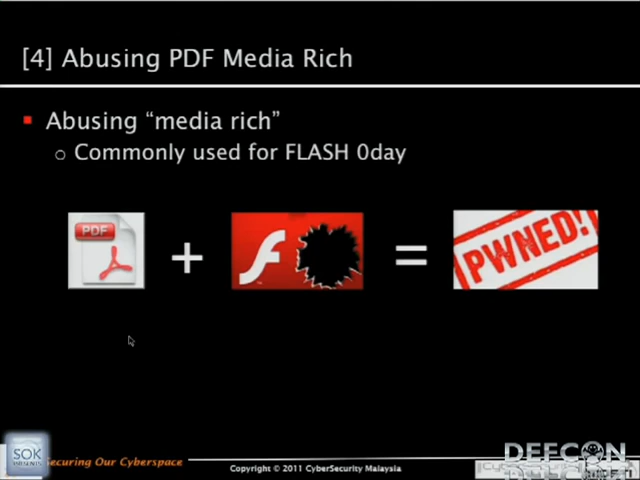 [4] Abusing PDF Media Rich
Abusing “media rich”
Commonly used for FLASH 0day
PDF
+
=
PWNED!
SOK
PRESENTS
Securing Our Cyberspace
Copyright © 2011 CyberSecurity Malaysia
DEFCON